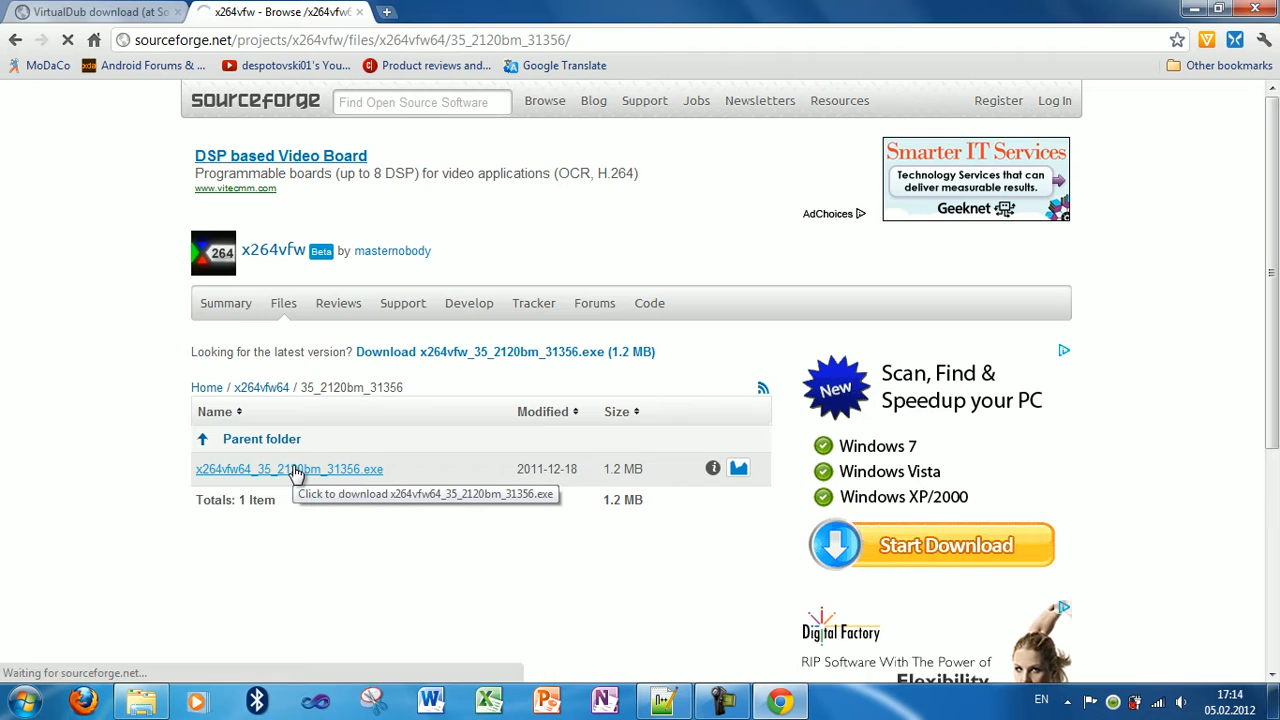 VirtualDub download (at So
x264vfw - Browse /x264vf
sourceforge.net/projects/x264vfw/files/x264vfw64/35_2120bm_31356/
MoDaCo
Android Forums & ...
despotovski01's You...
Product reviews and...
Google Translate
Other bookmarks
sourceforge
Find Open Source Software
Browse
Blog
Support
Jobs
Newsletters
Resources
Register
Log In
DSP based Video Board
Programmable boards (up to 8 DSP) for video applications (OCR, H.264)
www.vitecmm.com
AdChoices
Smarter IT Services
Technology Services that can
deliver measurable results.
Geeknet
x264
x264vfw Beta by masternobody
Summary
Files
Reviews
Support
Develop
Tracker
Forums
Code
Looking for the latest version? Download x264vfw_35_2120bm_31356.exe (1.2 MB)
Home / x264vfw64 / 35_2120bm_31356
Name
Modified
Size
Parent folder
x264vfw64_35_2120bm_31356.exe
2011-12-18
1.2 MB
Click to download x264vfw64_35_2120bm_31356.exe
Totals: 1 Item
1.2 MB
New
Scan, Find &
Speedup your PC
Windows 7
Windows Vista
Windows XP/2000
Start Download
Digital Factory
RIP Software With The Power of
Flexibility
Waiting for sourceforge.net...
EN
17:14
05.02.2012